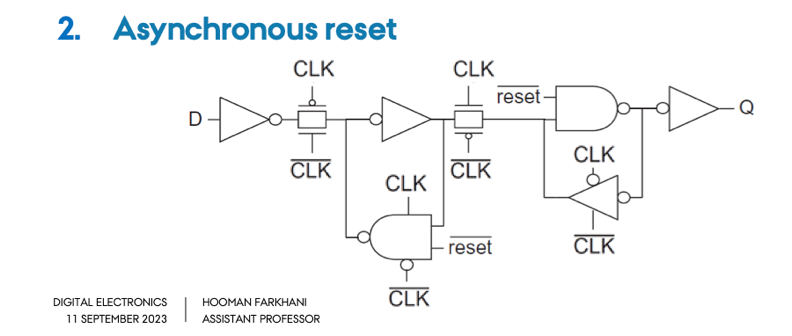 2. Asynchronous reset
CLK
CLK
reset
D
Q
CLK
CLK
CLK
CLK
reset
CLK
CLK
DIGITAL ELECTRONICS
11 SEPTEMBER 2023
HOOMAN FARKHANI
ASSISTANT PROFESSOR